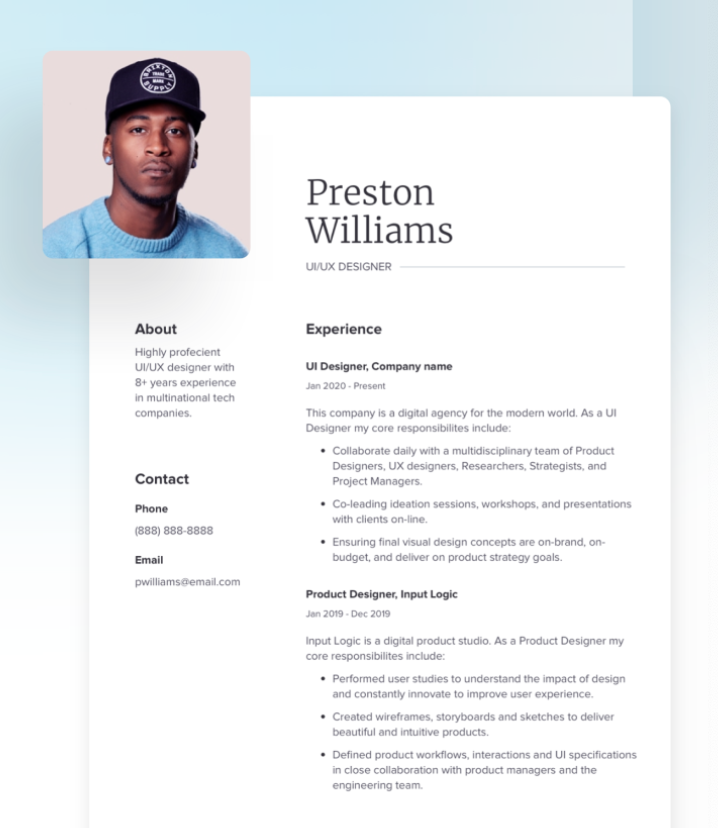 BRIXTON
TRADE
MARK
SUPPLY
Preston
Williams
UI/UX DESIGNER
About
Highly profecient
UI/UX designer with
8+ years experience
in multinational tech
companies.
Contact
Phone
(888) 888-8888
Email
pwilliams@email.com
Experience
UI Designer, Company name
Jan 2020 - Present
This company is a digital agency for the modern world. As a UI
Designer my core responsibilites include:
• Collaborate daily with a multidisciplinary team of Product
Designers, UX designers, Researchers, Strategists, and
Project Managers.
• Co-leading ideation sessions, workshops, and presentations
with clients on-line.
• Ensuring final visual design concepts are on-brand, on-
budget, and deliver on product strategy goals.
Product Designer, Input Logic
Jan 2019 - Dec 2019
Input Logic is a digital product studio. As a Product Designer my
core responsibilites include:
• Performed user studies to understand the impact of design
and constantly innovate to improve user experience.
• Created wireframes, storyboards and sketches to deliver
beautiful and intuitive products.
• Defined product workflows, interactions and UI specifications
in close collaboration with product managers and the
engineering team.